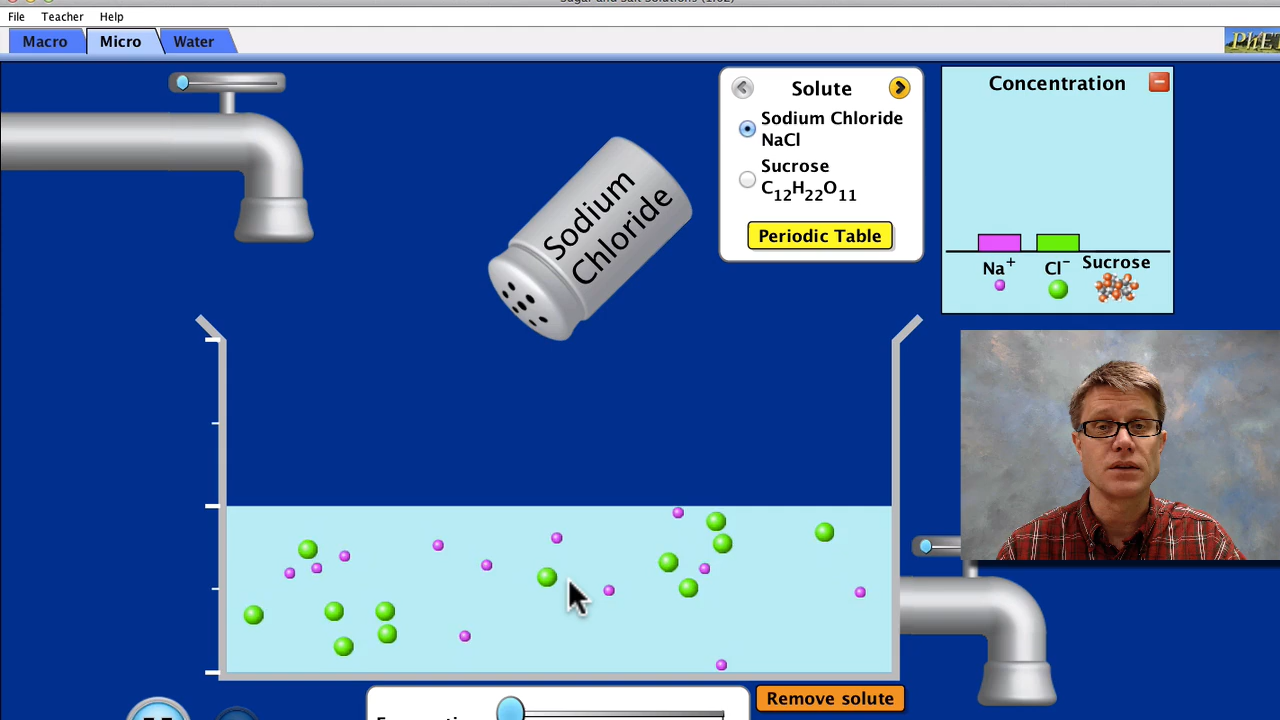 File Teacher Help
Macro Micro Water
PhET
Sodium
Chloride
Solute
Sodium Chloride
NaCl
Sucrose
C₁₂H₂₂O₁₁
Periodic Table
Concentration
Na⁺ Cl⁻ Sucrose
Remove solute